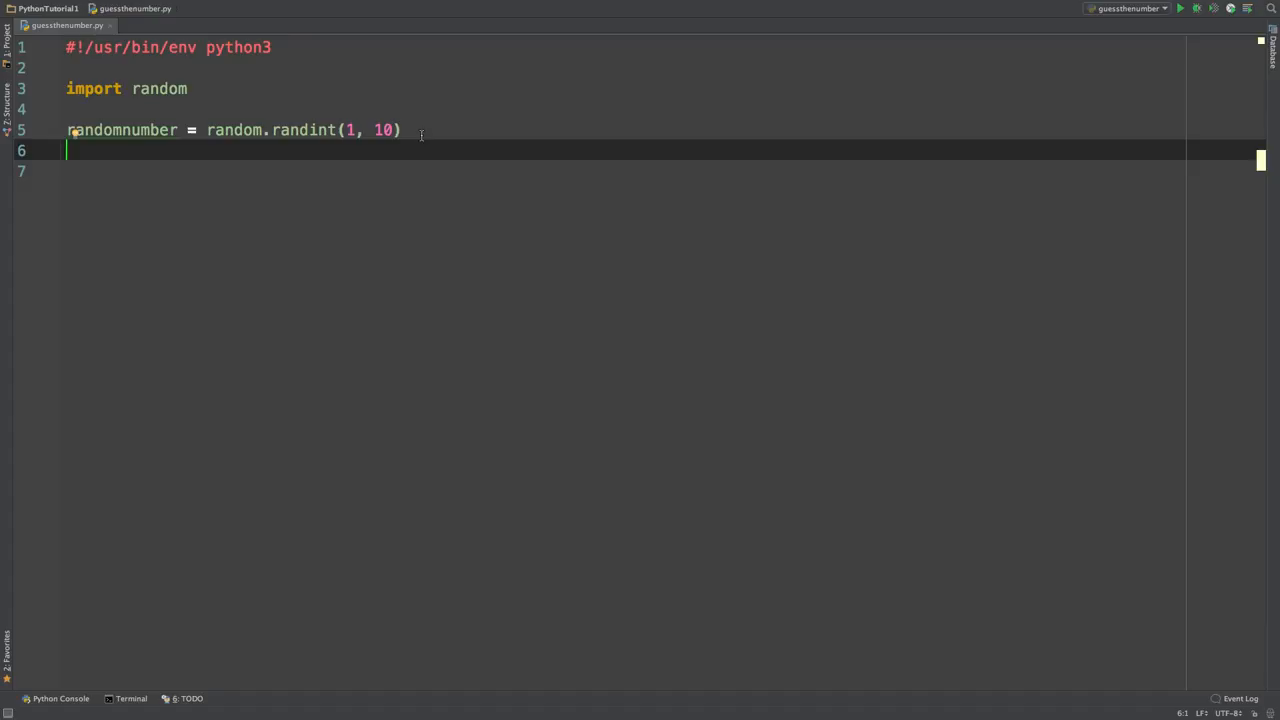 PythonTutorial1 guessthenumber.py guessthenumber
guessthenumber.py
1: Project
Database
1 #!/usr/bin/env python3
2
3 import random
4
5 randomnumber = random.randint(1, 10)
6
7
Z: Structure
2: Favorites
Python Console Terminal 6: TODO Event Log
6:1 LF÷ UTF-8÷